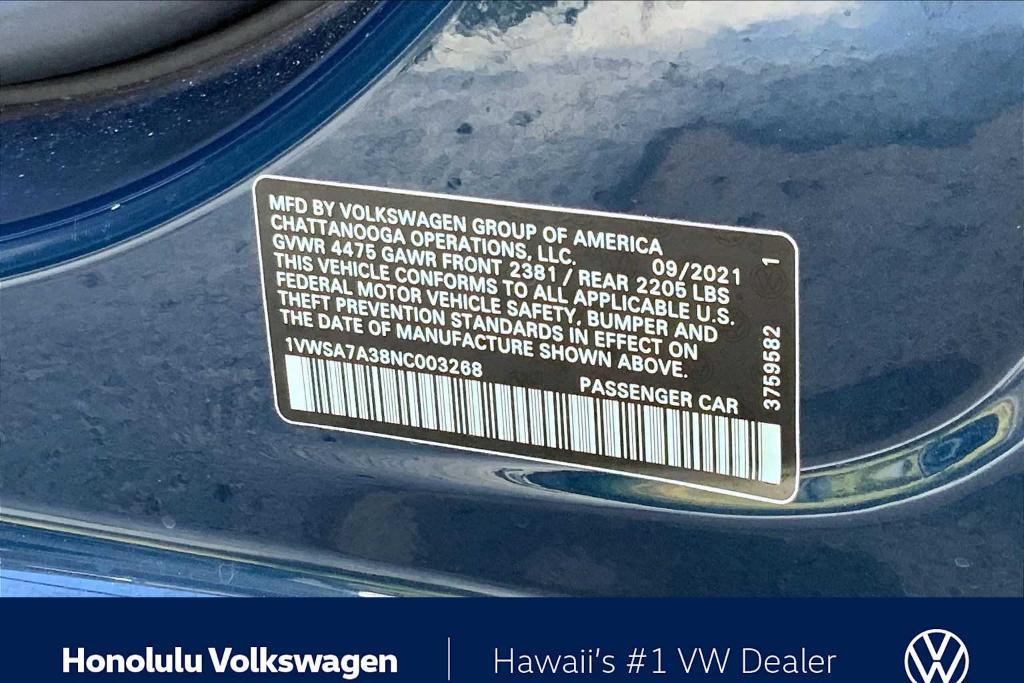 MFD BY VOLKSWAGEN GROUP OF AMERICA
CHATTANOOGA OPERATIONS, LLC. 09/2021 1
GVWR 4475 GAWR FRONT 2381 / REAR 2205 LBS
THIS VEHICLE CONFORMS TO ALL APPLICABLE U.S.
FEDERAL MOTOR VEHICLE SAFETY, BUMPER AND
THEFT PREVENTION STANDARDS IN EFFECT ON
THE DATE OF MANUFACTURE SHOWN ABOVE.
1VWSA7A38NC003268 PASSENGER CAR
3759582
Honolulu Volkswagen | Hawaii's #1 VW Dealer